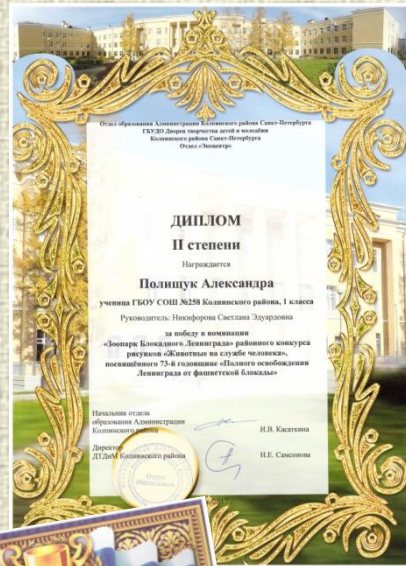 Отдел образования Администрации Колпинского района Санкт-Петербурга
ГБУДО Дворец творчества детей и молодёжи
Колпинского района Санкт-Петербурга
Отдел «Экоцентр»
ДИПЛОМ
II степени
Награждается
Полищук Александра
ученица ГБОУ СОШ №258 Колпинского района, 1 класса
Руководитель: Никифорова Светлана Эдуардовна
за победу в номинации
«Зоопарк Блокадного Ленинграда» районного конкурса
рисунков «Животные на службе человека»,
посвящённого 73-й годовщине «Полного освобождения
Ленинграда от фашистской блокады»
Начальник отдела
образования Администрации
Колпинского района
И.В. Касаткина
Директор
ДТДиМ Колпинского района
Н.Е. Самсонова
Отдел
образования